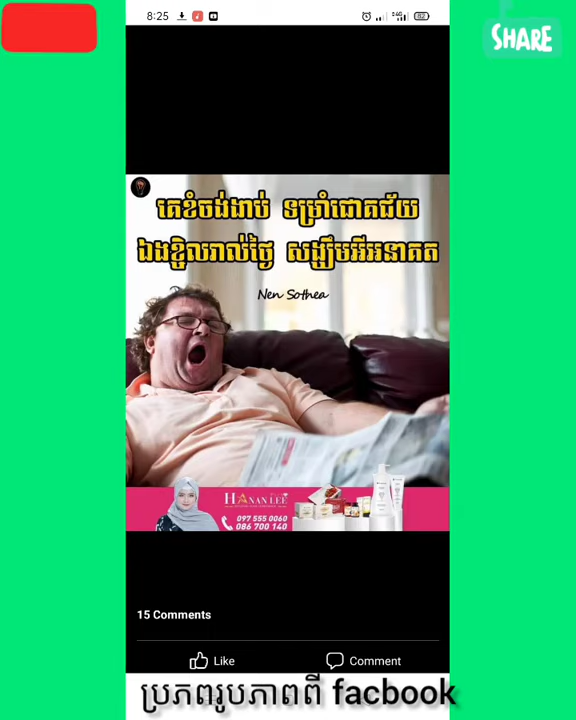 8:25
SHARE
គេខំចង់ងាប់ ទម្រាំជោគជ័យ
ឯងខ្ជិលរាល់ថ្ងៃ សង្ឃឹមអីអនាគត
Nen Sothea
HANAN LEE
097 555 0060
086 700 140
15 Comments
Like
Comment
ប្រភពរូបភាពពី facbook